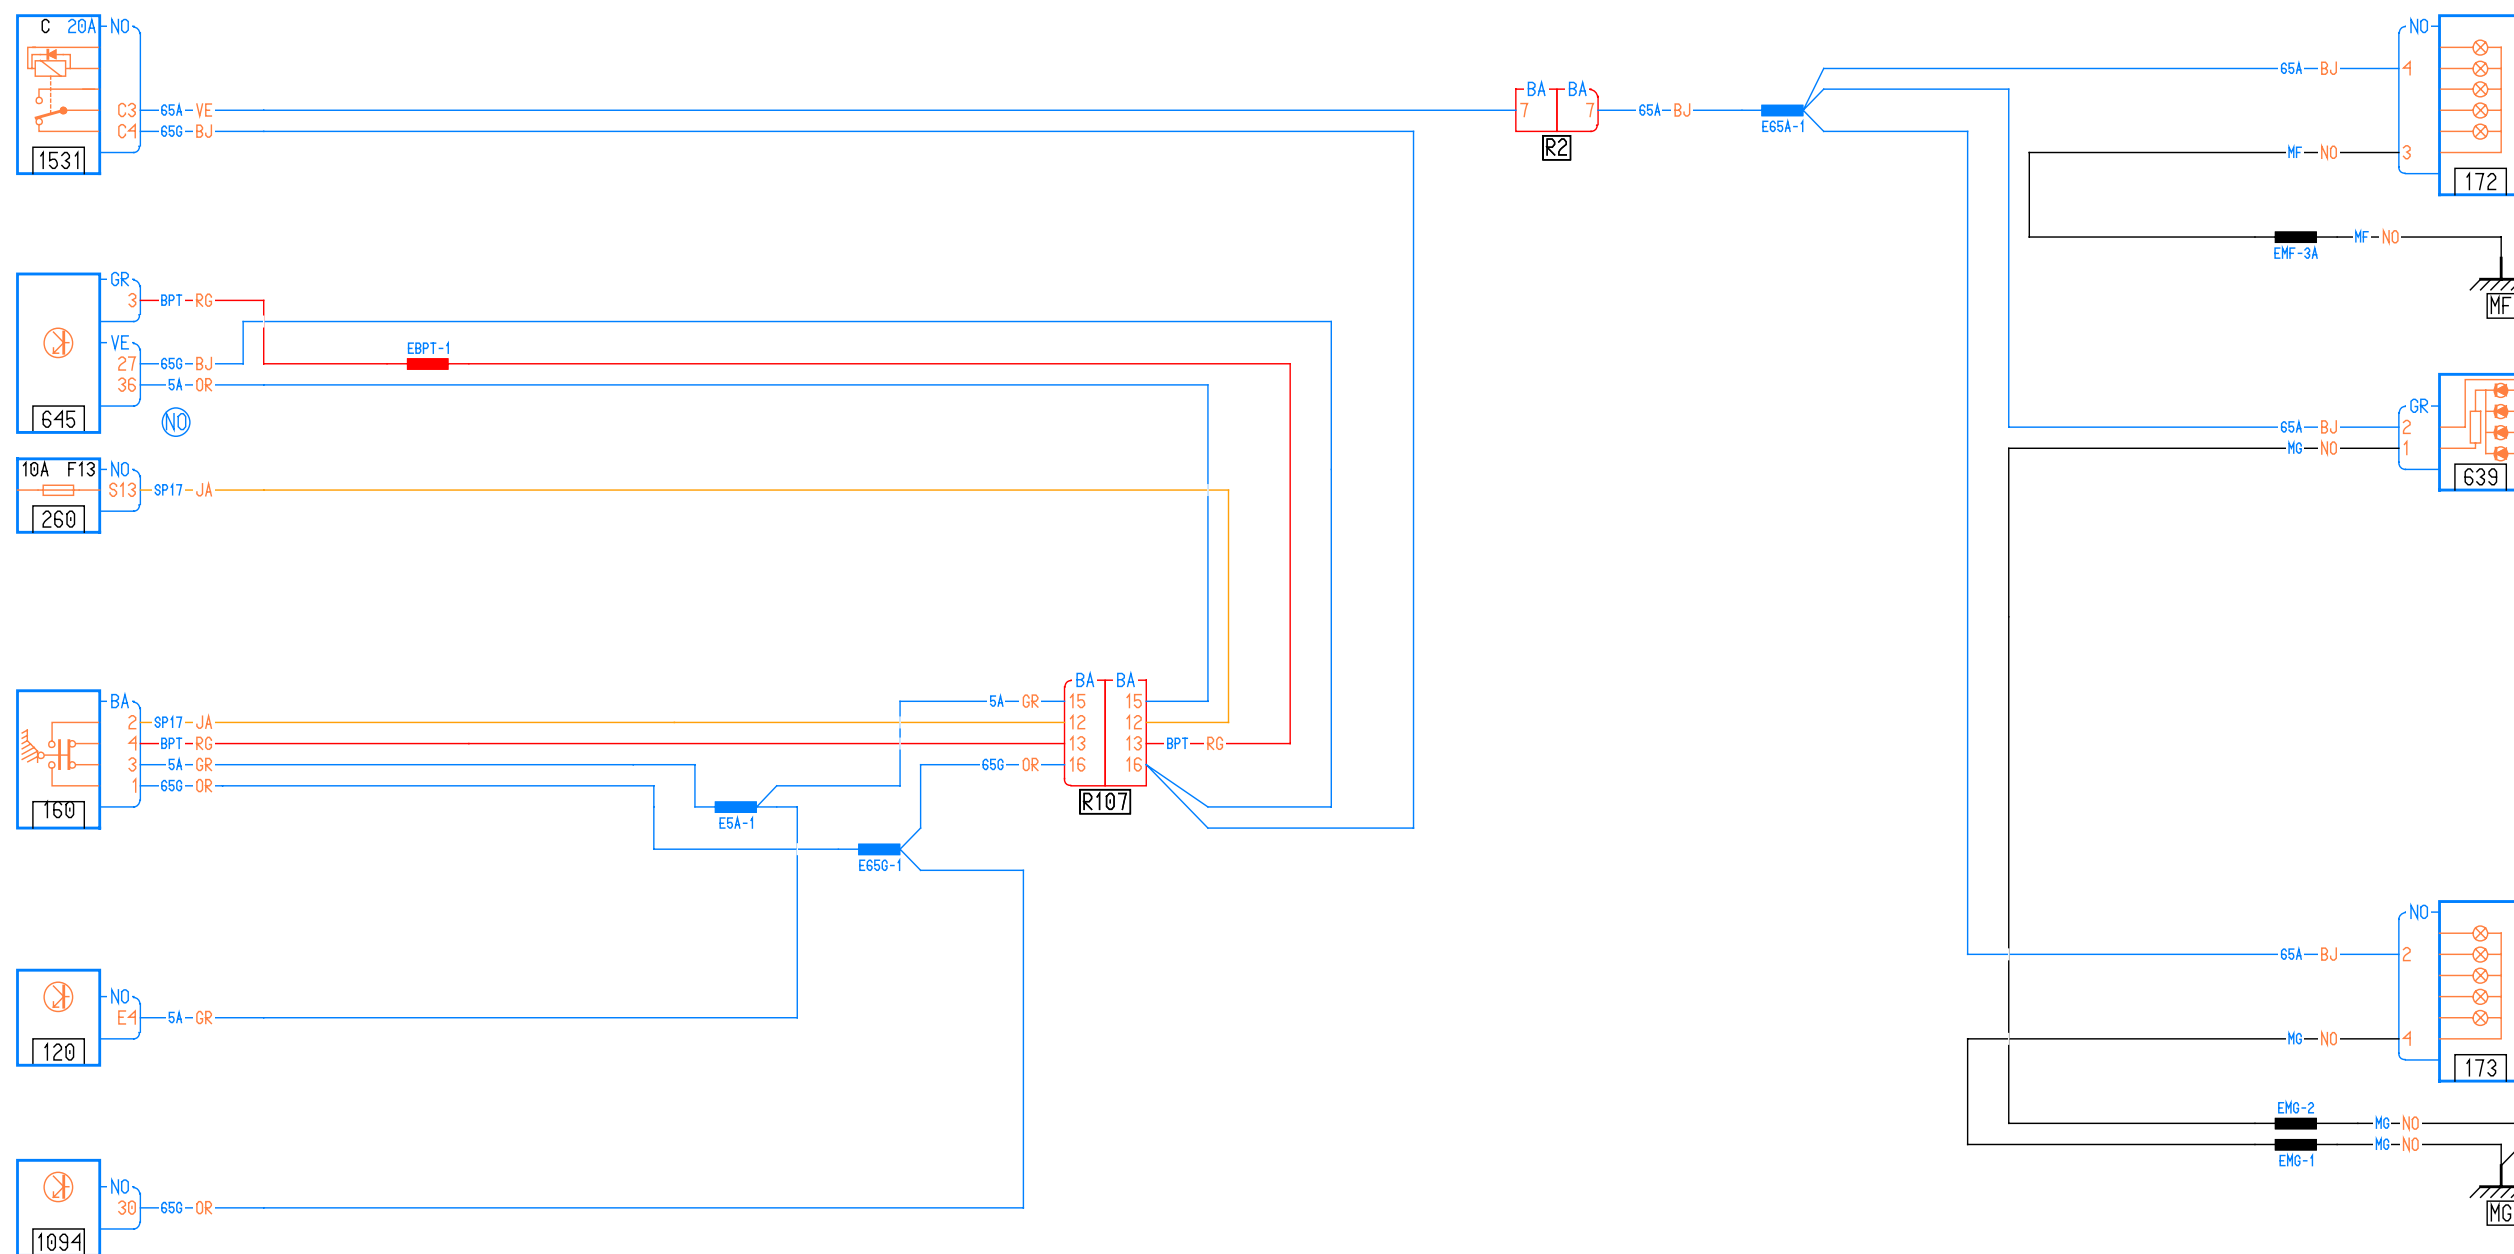 C 20A NO
C3 65A VE
C4 65G BJ
1531
BA BA
7 7 65A BJ
R2
E65A-1
NO
65A BJ 4
MF NO 3
172
EMF-3A MF NO
MF
GR
3 BPT RG
VE
27 65G BJ
36 5A OR
645
NO
EBPT-1
10A F13 NO
S13 SP17 JA
260
GR
65A BJ 2
MG NO 1
639
BA
2 SP17 JA
4 BPT RG
3 5A GR
1 65G OR
160
E5A-1
E65G-1
BA BA
5A GR 15 15
12 12
13 13 BPT RG
65G OR 16 16
R107
NO
E4 5A GR
120
NO
30 65G OR
1094
NO
65A BJ 2
MG NO 4
173
EMG-2 MG NO
EMG-1 MG NO
MG